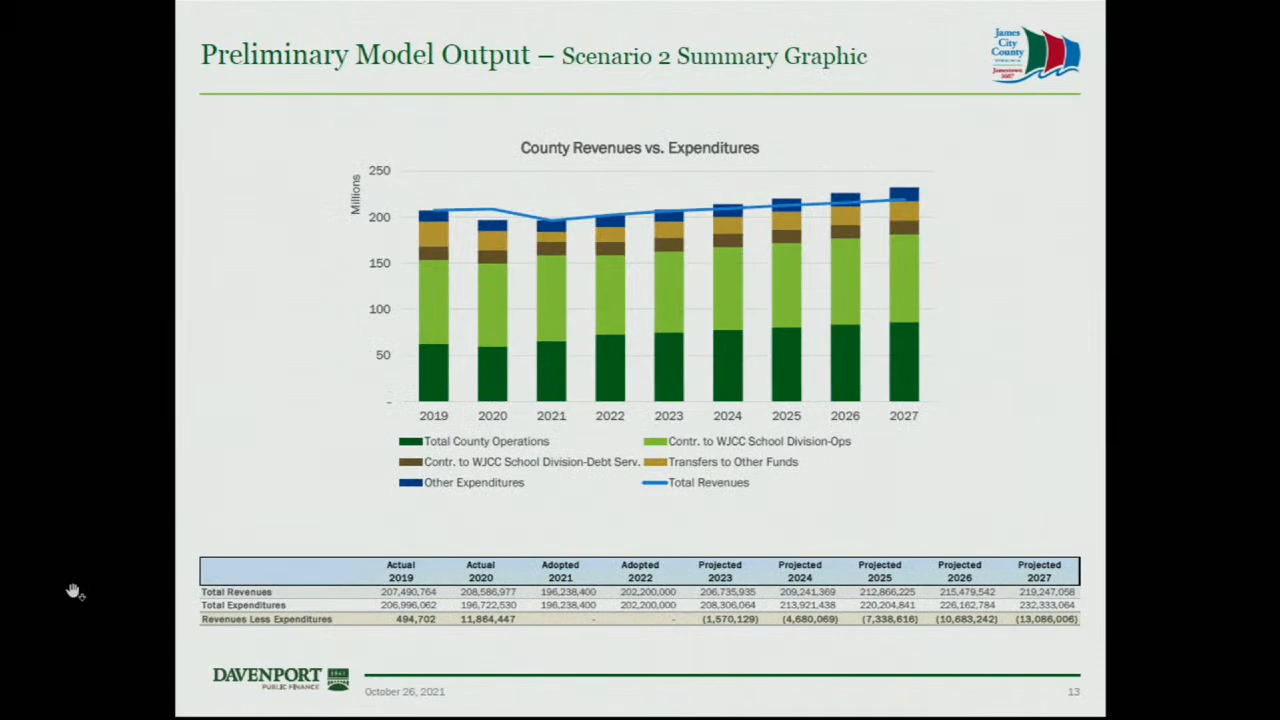 Preliminary Model Output – Scenario 2 Summary Graphic
James
City
County
Jamestown
1607
County Revenues vs. Expenditures
Millions
250
200
150
100
50
-
2019 2020 2021 2022 2023 2024 2025 2026 2027
Total County Operations Contr. to WJCC School Division-Ops
Contr. to WJCC School Division-Debt Serv. Transfers to Other Funds
Other Expenditures Total Revenues
Actual Actual Adopted Adopted Projected Projected Projected Projected Projected
2019 2020 2021 2022 2023 2024 2025 2026 2027
Total Revenues 207,490,764 208,586,977 196,238,400 202,200,000 206,735,935 209,241,369 212,866,225 215,479,542 219,247,058
Total Expenditures 206,996,062 196,722,530 196,238,400 202,200,000 208,306,064 213,921,438 220,204,841 226,162,784 232,333,064
Revenues Less Expenditures 494,702 11,864,447 - - (1,570,129) (4,680,069) (7,338,616) (10,683,242) (13,086,006)
DAVENPORT
PUBLIC FINANCE
October 26, 2021
13